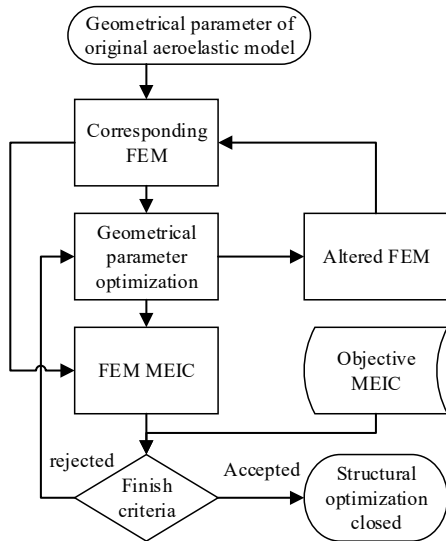 Geometrical parameter of
original aeroelastic model
Corresponding
FEM
Geometrical
parameter
optimization
Altered FEM
FEM MEIC
Objective
MEIC
rejected
Accepted
Finish
criteria
Structural
optimization
closed